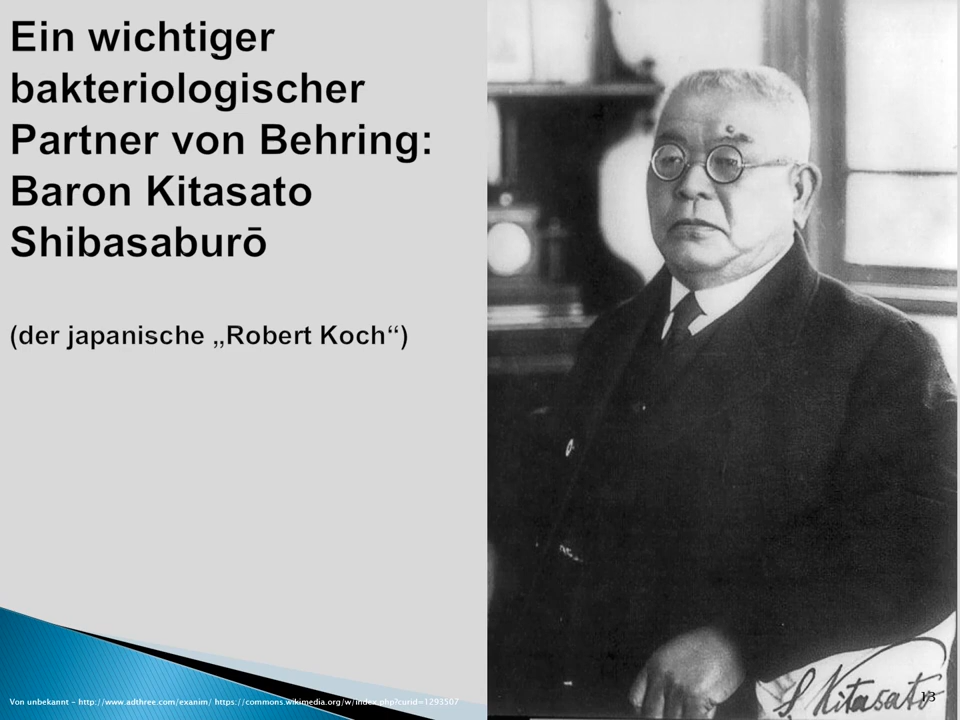 Ein wichtiger
bakteriologischer
Partner von Behring:
Baron Kitasato
Shibasaburō
(der japanische „Robert Koch“)
S Kitasato
13
Von unbekannt - http://www.adthree.com/exanim/ https://commons.wikimedia.org/w/index.php?curid=1293507